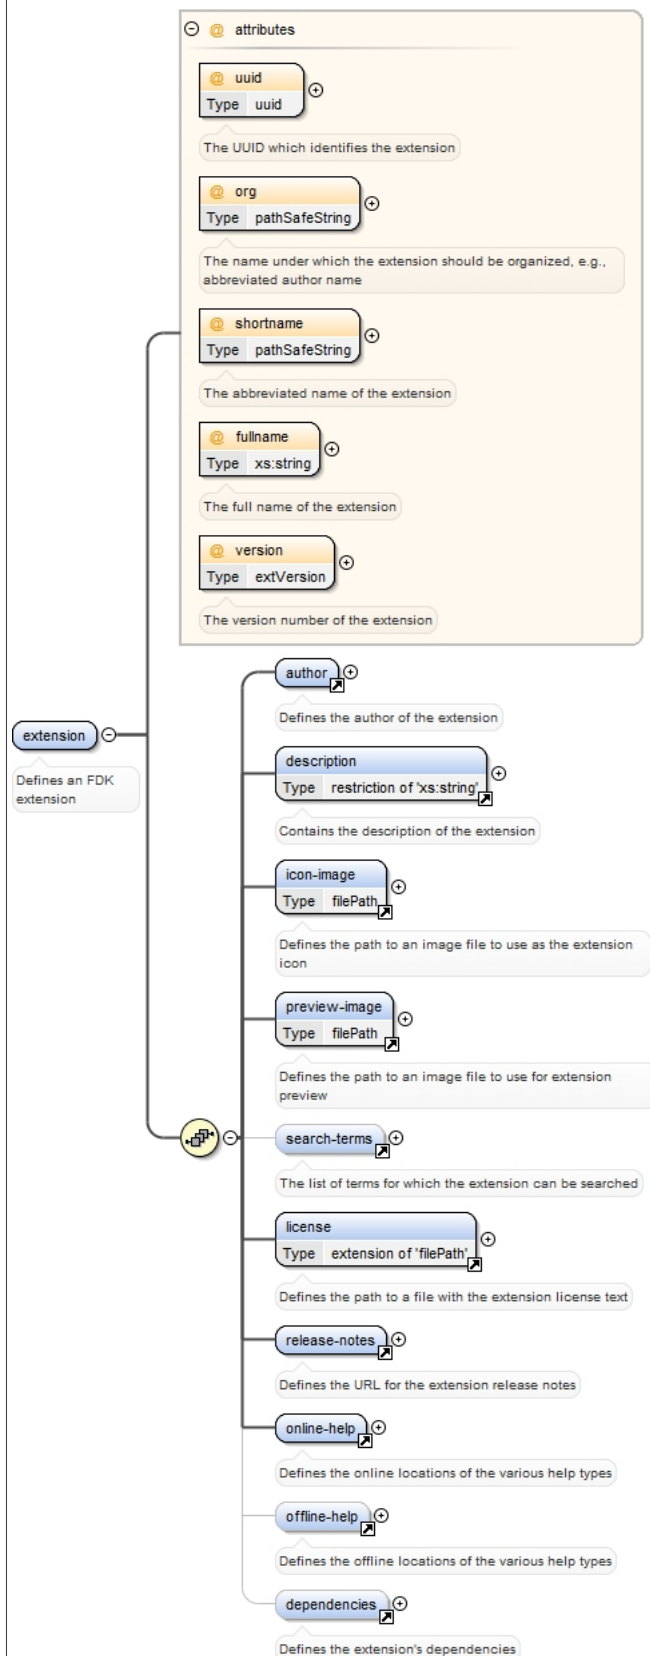 @ attributes
@ uuid
Type uuid
The UUID which identifies the extension
@ org
Type pathSafeString
The name under which the extension should be organized, e.g.,
abbreviated author name
@ shortname
Type pathSafeString
The abbreviated name of the extension
@ fullname
Type xs:string
The full name of the extension
@ version
Type extVersion
The version number of the extension
extension
Defines an FDK
extension
author
Defines the author of the extension
description
Type restriction of 'xs:string'
Contains the description of the extension
icon-image
Type filePath
Defines the path to an image file to use as the extension
icon
preview-image
Type filePath
Defines the path to an image file to use for extension
preview
search-terms
The list of terms for which the extension can be searched
license
Type extension of 'filePath'
Defines the path to a file with the extension license text
release-notes
Defines the URL for the extension release notes
online-help
Defines the online locations of the various help types
offline-help
Defines the offline locations of the various help types
dependencies
Defines the extension's dependencies